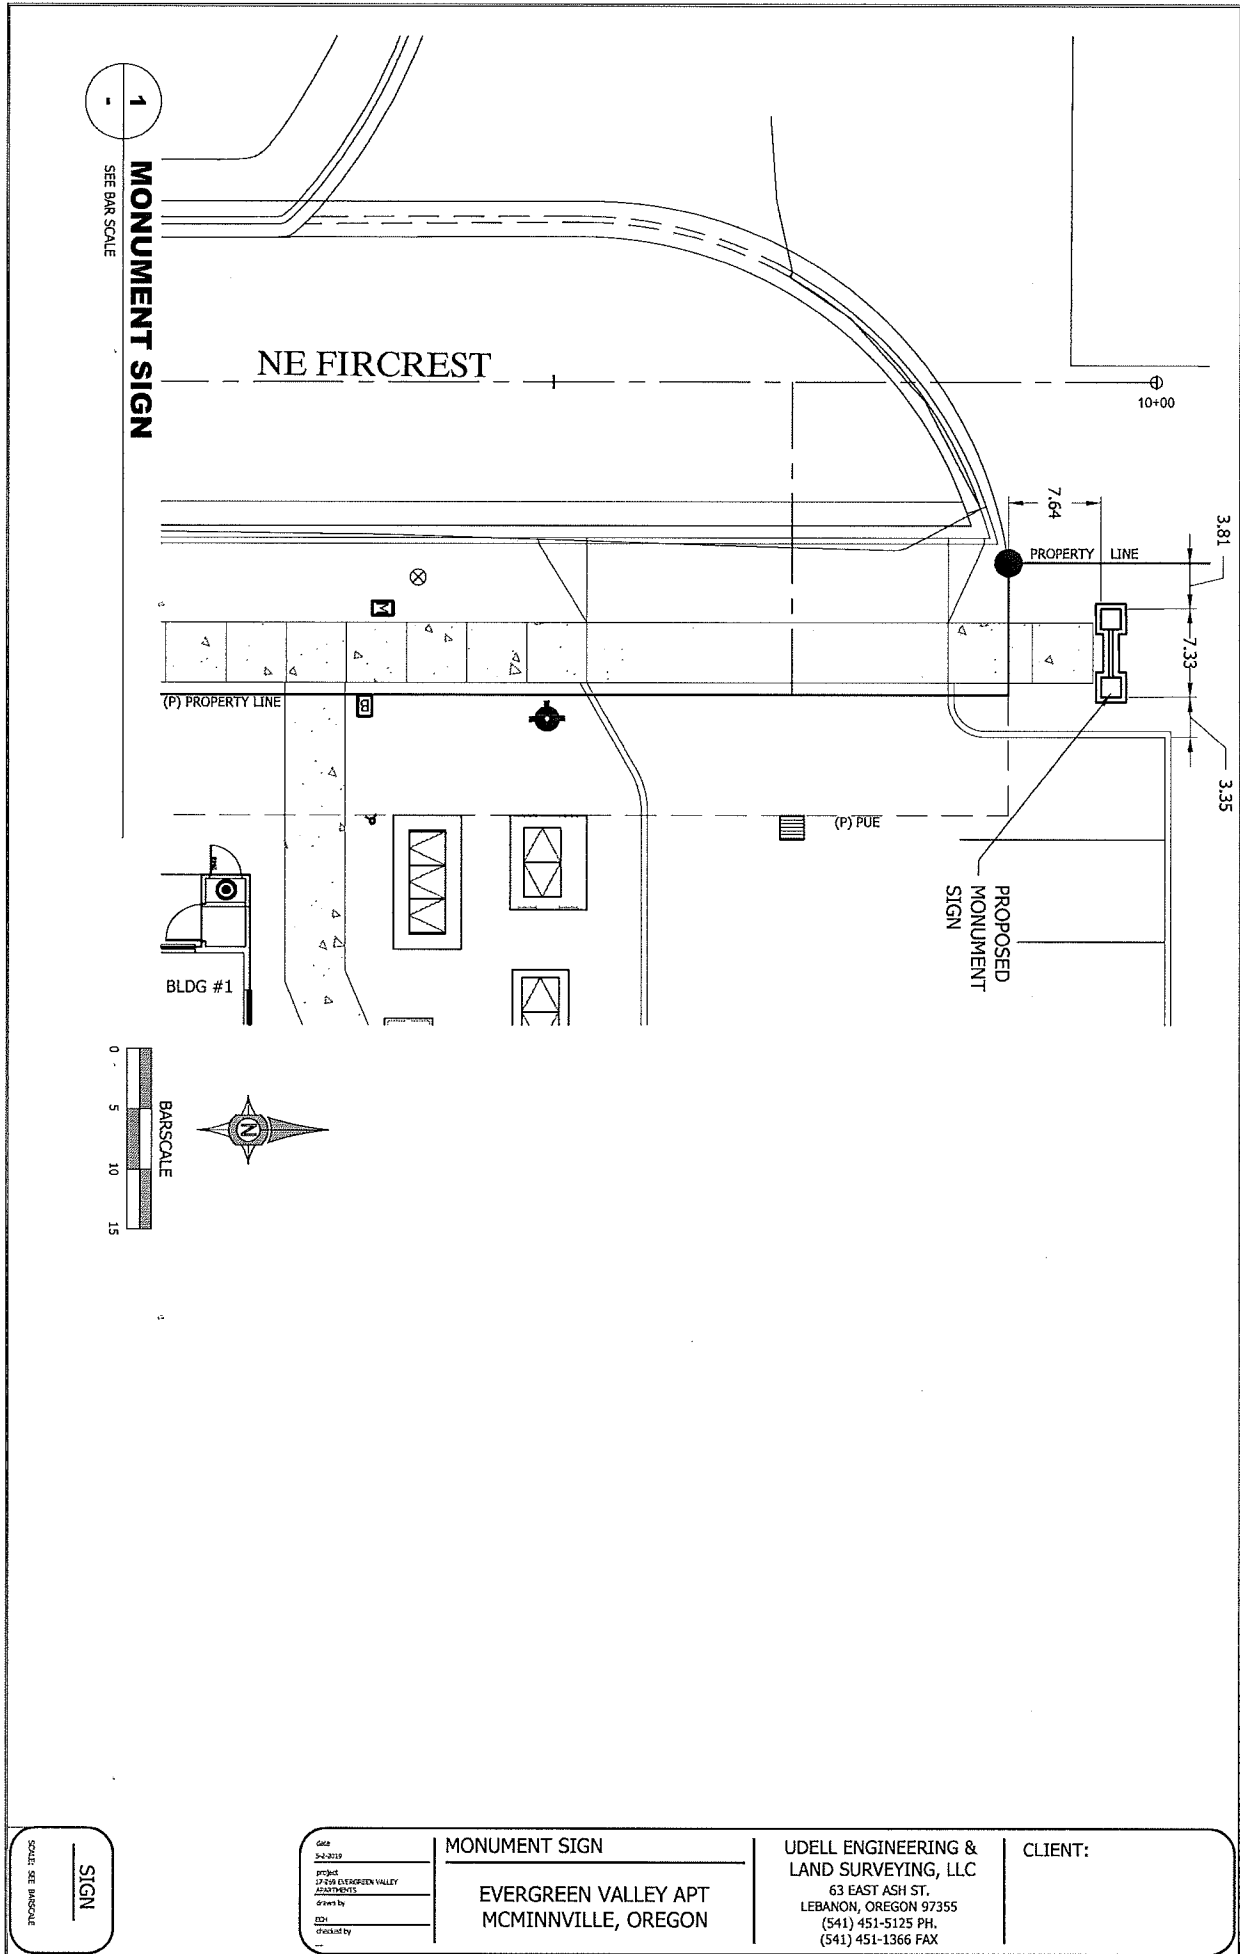 1
-
MONUMENT SIGN
SEE BAR SCALE
NE FIRCREST
10+00
7.64
3.81
PROPERTY LINE
7.33
3.35
M
(P) PROPERTY LINE
B
(P) PUE
PROPOSED
MONUMENT
SIGN
BLDG #1
N
BARSCALE
0
5
10
15
SIGN
SCALE: SEE BARSCALE
date
5-2-2019
project
17-259 EVERGREEN VALLEY
APARTMENTS
drawn by
checked by
MONUMENT SIGN
EVERGREEN VALLEY APT
MCMINNVILLE, OREGON
UDELL ENGINEERING &
LAND SURVEYING, LLC
63 EAST ASH ST.
LEBANON, OREGON 97355
(541) 451-5125 PH.
(541) 451-1366 FAX
CLIENT: